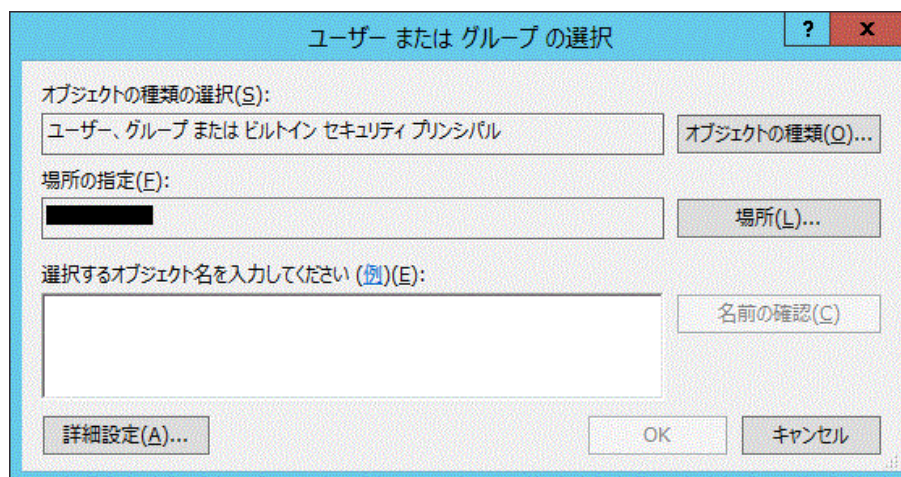 ユーザー または グループ の選択
? x
オブジェクトの種類の選択(S):
ユーザー、グループ または ビルトイン セキュリティ プリンシパル
オブジェクトの種類(O)...
場所の指定(F):
場所(L)...
選択するオブジェクト名を入力してください (例)(E):
名前の確認(C)
詳細設定(A)...
OK
キャンセル